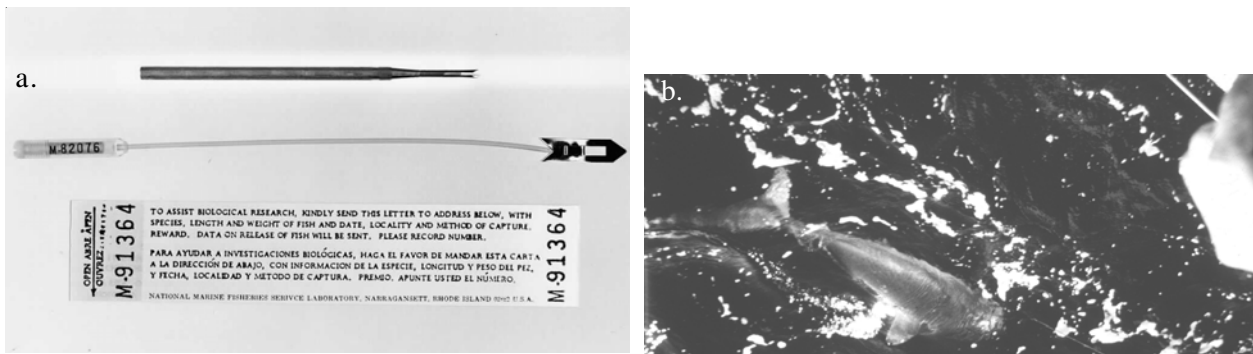 a.
M-82076
OPEN ABRE ÅPEN
OUVREZ
M-91364
TO ASSIST BIOLOGICAL RESEARCH, KINDLY SEND THIS LETTER TO ADDRESS BELOW, WITH
SPECIES, LENGTH AND WEIGHT OF FISH AND DATE, LOCALITY AND METHOD OF CAPTURE.
REWARD. DATA ON RELEASE OF FISH WILL BE SENT. PLEASE RECORD NUMBER.
PARA AYUDAR A INVESTIGACIONES BIOLÓGICAS, HAGA EL FAVOR DE MANDAR ESTA CARTA
A LA DIRECCIÓN DE ABAJO, CON INFORMACION DE LA ESPECIE, LONGITUD Y PESO DEL PEZ,
Y FECHA, LOCALIDAD Y METODO DE CAPTURA. PREMIO. APUNTE USTED EL NÚMERO.
NATIONAL MARINE FISHERIES SERIVCE LABORATORY, NARRAGANSETT, RHODE ISLAND U.S.A.
M-91364
b.